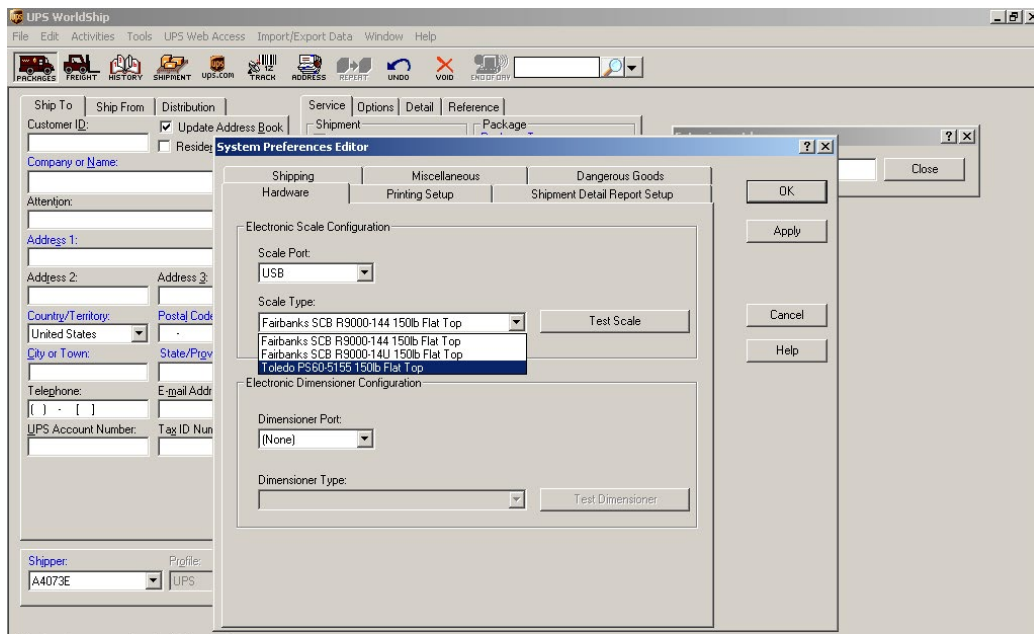 UPS WorldShip
File Edit Activities Tools UPS Web Access Import/Export Data Window Help
PACKAGES FREIGHT HISTORY SHIPMENT ups.com TRACK ADDRESS REPEAT UNDO VOID END OF DAY
Ship To Ship From Distribution
Service Options Detail Reference
Customer ID:
Update Address Book
Shipment
Package
System Preferences Editor
Company or Name:
Close
Shipping Miscellaneous Dangerous Goods
Hardware Printing Setup Shipment Detail Report Setup
OK
Attention:
Electronic Scale Configuration
Apply
Address 1:
Scale Port:
USB
Address 2: Address 3:
Scale Type:
Country/Territory: Postal Code
Fairbanks SCB R9000-144 150lb Flat Top
Test Scale
Cancel
United States -
Fairbanks SCB R9000-144 150lb Flat Top
Fairbanks SCB R9000-14U 150lb Flat Top
Toledo PS60-5155 150lb Flat Top
City or Town: State/Prov
Help
Telephone: E-mail Addr
Electronic Dimensioner Configuration
( ) - [ ]
Dimensioner Port:
UPS Account Number: Tax ID Num
(None)
Dimensioner Type:
Test Dimensioner
Shipper: Profile:
A4073E UPS